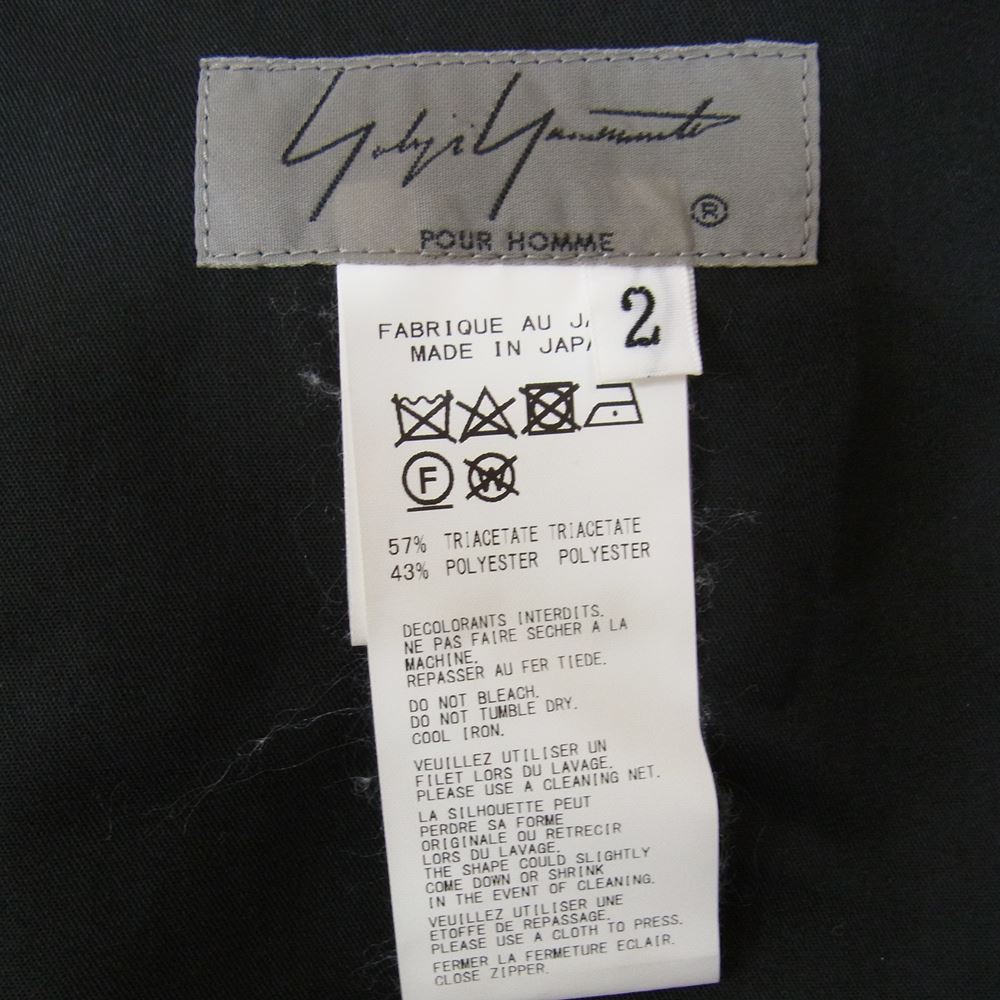 Yohji Yamamoto
®
POUR HOMME
2
FABRIQUE AU
MADE IN
F
W
57% TRIACETATE TRIACETATE
43% POLYESTER POLYESTER
DECOLORANTS INTERDITS.
NE PAS FAIRE SECHER A LA
MACHINE.
REPASSER AU FER TIEDE.
DO NOT BLEACH.
DO NOT TUMBLE DRY.
COOL IRON.
VEUILLEZ UTILISER UN
FILET LORS DU LAVAGE.
PLEASE USE A CLEANING NET.
LA SILHOUETTE PEUT
PERDRE SA FORME
ORIGINALE OU RETRECIR
LORS DU LAVAGE.
THE SHAPE COULD SLIGHTLY
COME DOWN OR SHRINK
IN THE EVENT OF CLEANING.
VEUILLEZ UTILISER UNE
ETOFFE DE REPASSAGE.
PLEASE USE A CLOTH TO PRESS.
FERMER LA FERMETURE ECLAIR.
CLOSE ZIPPER.